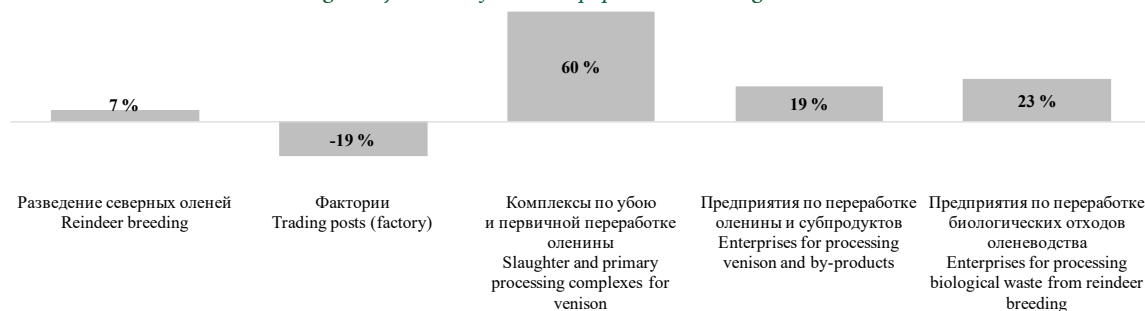 7 %
-19 %
60 %
19 %
23 %
Разведение северных оленей
Reindeer breeding
Фактории
Trading posts (factory)
Комплексы по убою
и первичной переработке
оленины
Slaughter and primary
processing complexes for
venison
Предприятия по переработке
оленины и субпродуктов
Enterprises for processing
venison and by-products
Предприятия по переработке
биологических отходов
оленеводства
Enterprises for processing
biological waste from reindeer
breeding